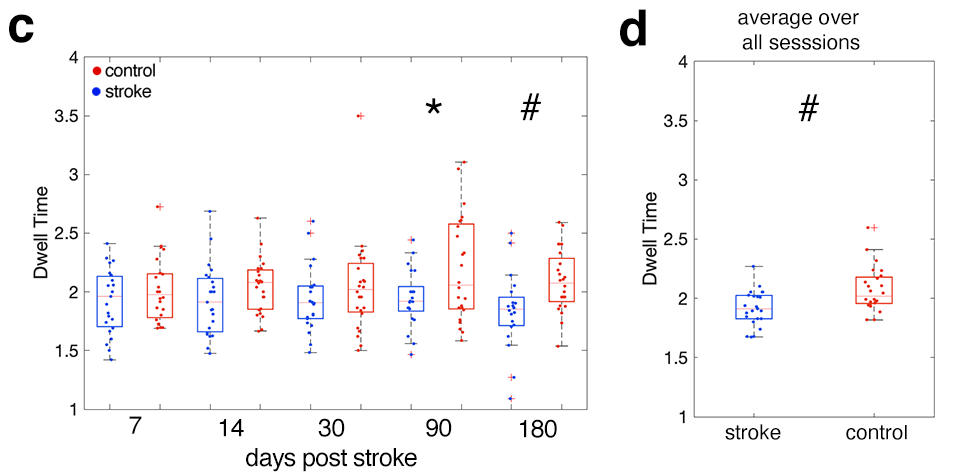 c
4
3.5
3
2.5
2
1.5
1
Dwell Time
control
stroke
*
#
7 14 30 90 180
days post stroke
d
average over
all sesssions
4
3.5
3
2.5
2
1.5
1
Dwell Time
#
stroke control